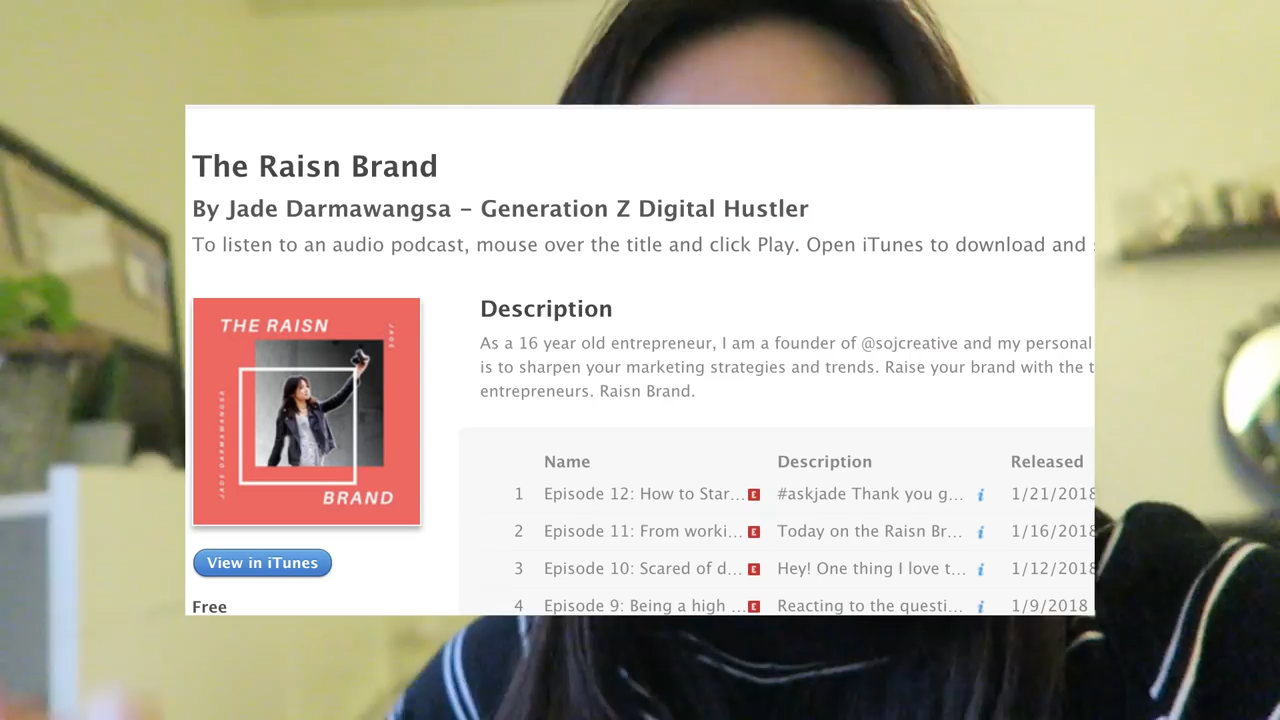 The Raisn Brand
By Jade Darmawangsa – Generation Z Digital Hustler
To listen to an audio podcast, mouse over the title and click Play. Open iTunes to download and
THE RAISN
JADE DARMAWANGSA
BRAND
Description
As a 16 year old entrepreneur, I am a founder of @sojcreative and my personal
is to sharpen your marketing strategies and trends. Raise your brand with the t
entrepreneurs. Raisn Brand.
Name Description Released
1 Episode 12: How to Star... E #askjade Thank you g... i 1/21/2018
2 Episode 11: From worki... E Today on the Raisn Br... i 1/16/2018
3 Episode 10: Scared of d... E Hey! One thing I love t... i 1/12/2018
4 Episode 9: Being a high ... E Reacting to the questi... i 1/9/2018
View in iTunes
Free